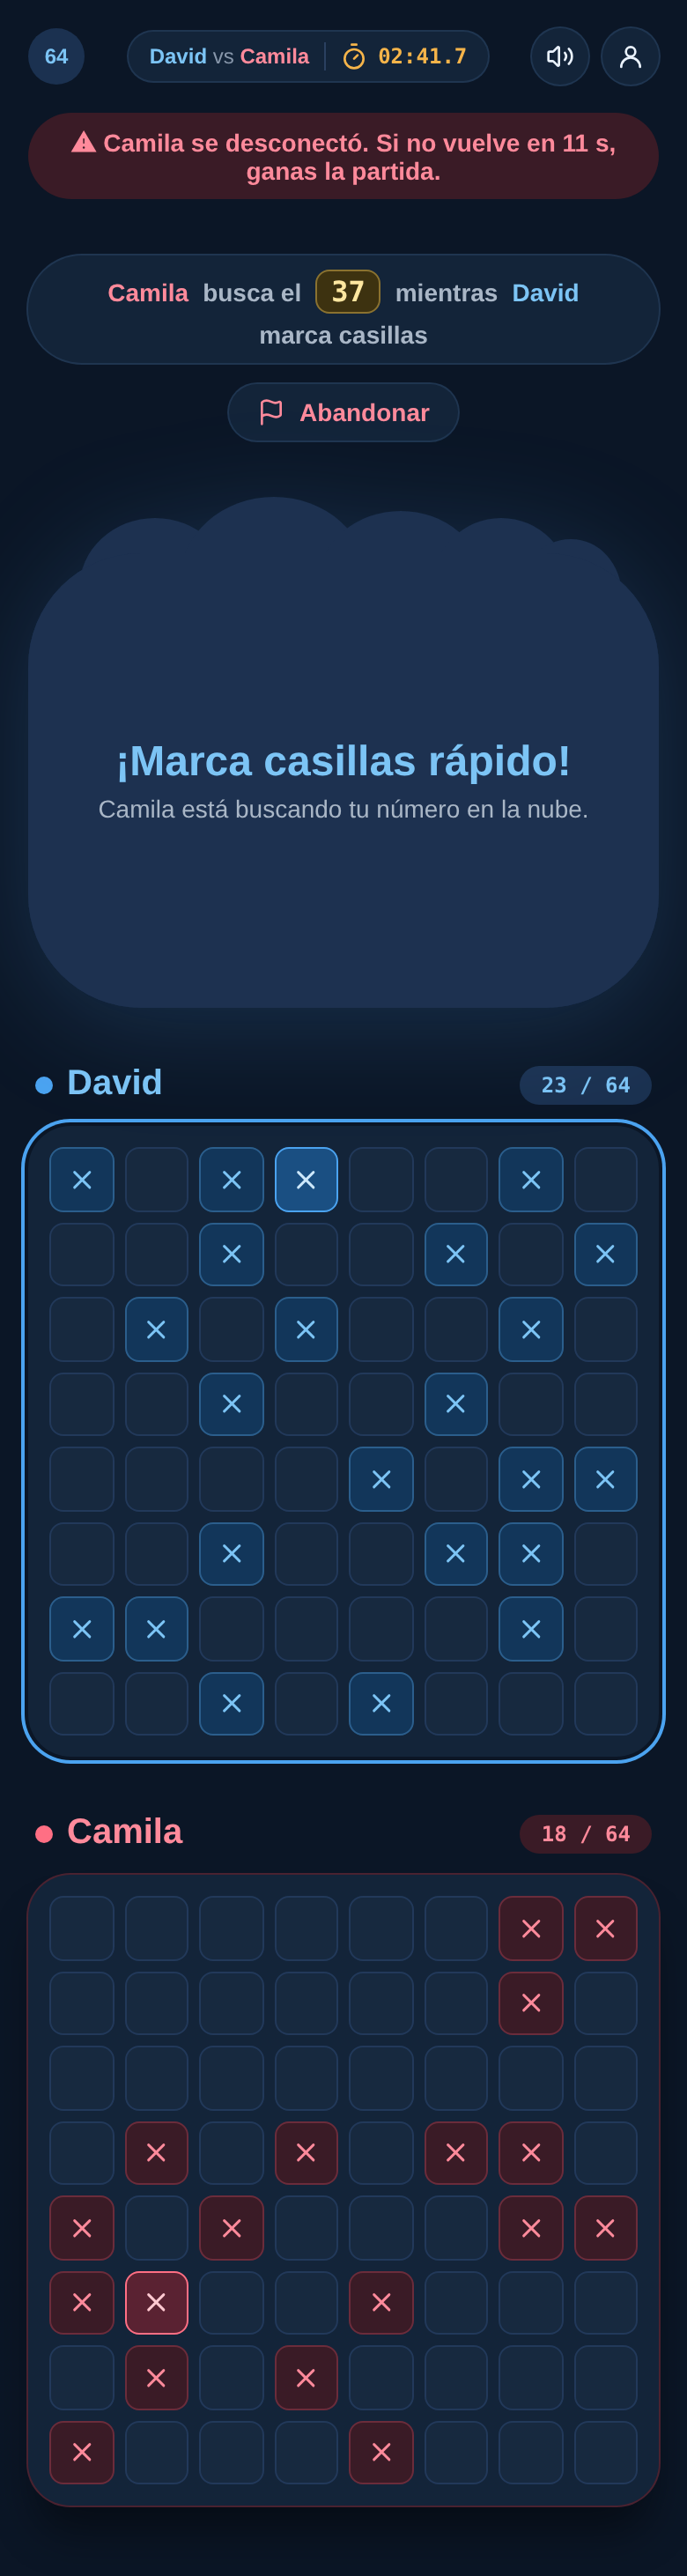 64
David vs Camila 02:41.7
Camila se desconectó. Si no vuelve en 11 s,
ganas la partida.
Camila busca el 37 mientras David
marca casillas
Abandonar
¡Marca casillas rápido!
Camila está buscando tu número en la nube.
David 23 / 64
Camila 18 / 64